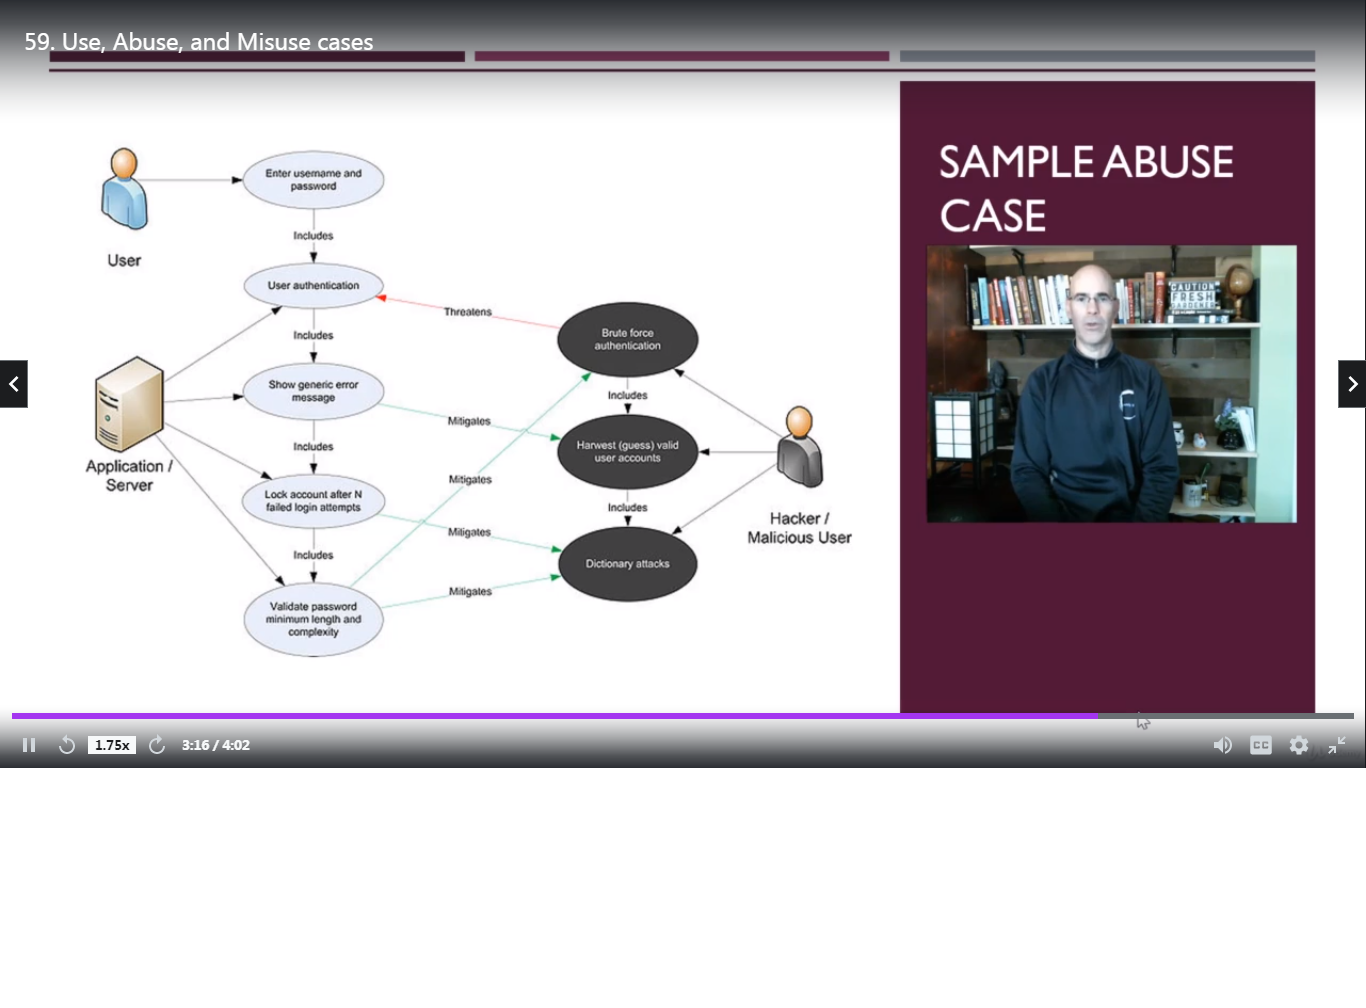 59. Use, Abuse, and Misuse cases
SAMPLE ABUSE
CASE
Enter username and
password
User
Includes
User authentication
Threatens
Includes
Brute force
authentication
Show generic error
message
Includes
Mitigates
Application /
Server
Includes
Harwest (guess) valid
user accounts
Mitigates
Lock account after N
failed login attempts
Includes
Hacker /
Malicious User
Mitigates
Includes
Dictionary attacks
Mitigates
Validate password
minimum length and
complexity
CAUTION
FRESH
GARDENER
1.75x
3:16 / 4:02
CC